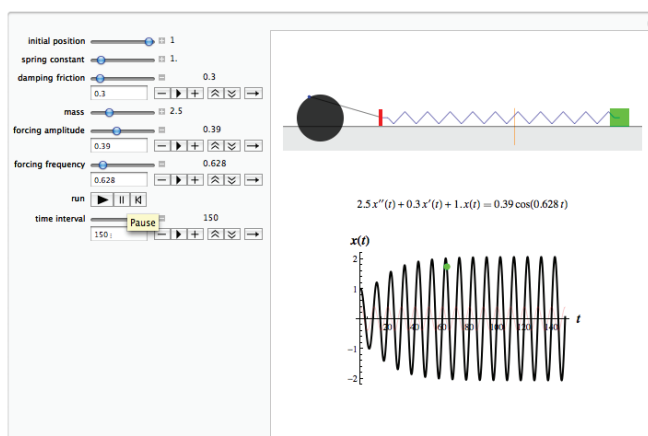 initial position 1
spring constant 1.
damping friction 0.3
0.3
mass 2.5
forcing amplitude 0.39
0.39
forcing frequency 0.628
0.628
run
time interval 150
Pause
150
2.5 x′′(t) + 0.3 x′(t) + 1. x(t) = 0.39 cos(0.628 t)
x(t)
2
1
20 40 60 80 100 120 140 t
−1
−2